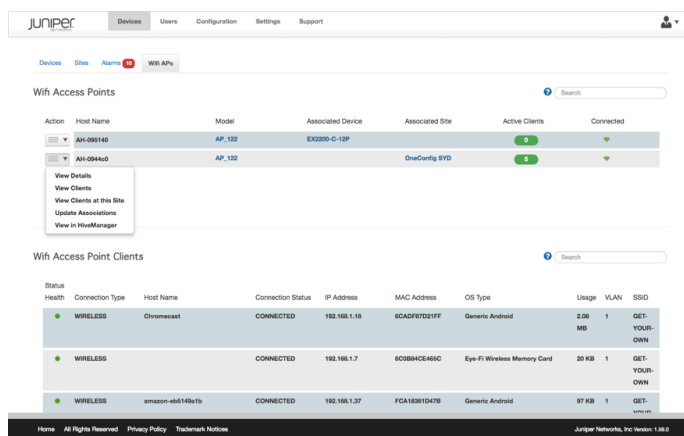 JUNIPER
NETWORKS
Devices Users Configuration Settings Support
Devices Sites Alarms 10 Wifi APs
Wifi Access Points
? Search
Action Host Name Model Associated Device Associated Site Active Clients Connected
AH-095140 AP_122 EX2200-C-12P 0
AH-0944c0 AP_122 OneConfig SYD 5
View Details
View Clients
View Clients at this Site
Update Associations
View in HiveManager
Wifi Access Point Clients
? Search
Status
Health Connection Type Host Name Connection Status IP Address MAC Address OS Type Usage VLAN SSID
WIRELESS Chromecast CONNECTED 192.168.1.18 6CADF87D21FF Generic Android 2.08 1 GET-
MB YOUR-
OWN
WIRELESS CONNECTED 192.168.1.7 6C0B84CE465C Eye-Fi Wireless Memory Card 20 KB 1 GET-
YOUR-
OWN
WIRELESS amazon-eb5149a1b CONNECTED 192.168.1.37 FCA18361D47B Generic Android 97 KB 1 GET-
YOUR
Home All Rights Reserved Privacy Policy Trademark Notices Juniper Networks, Inc Version: 1.59.0